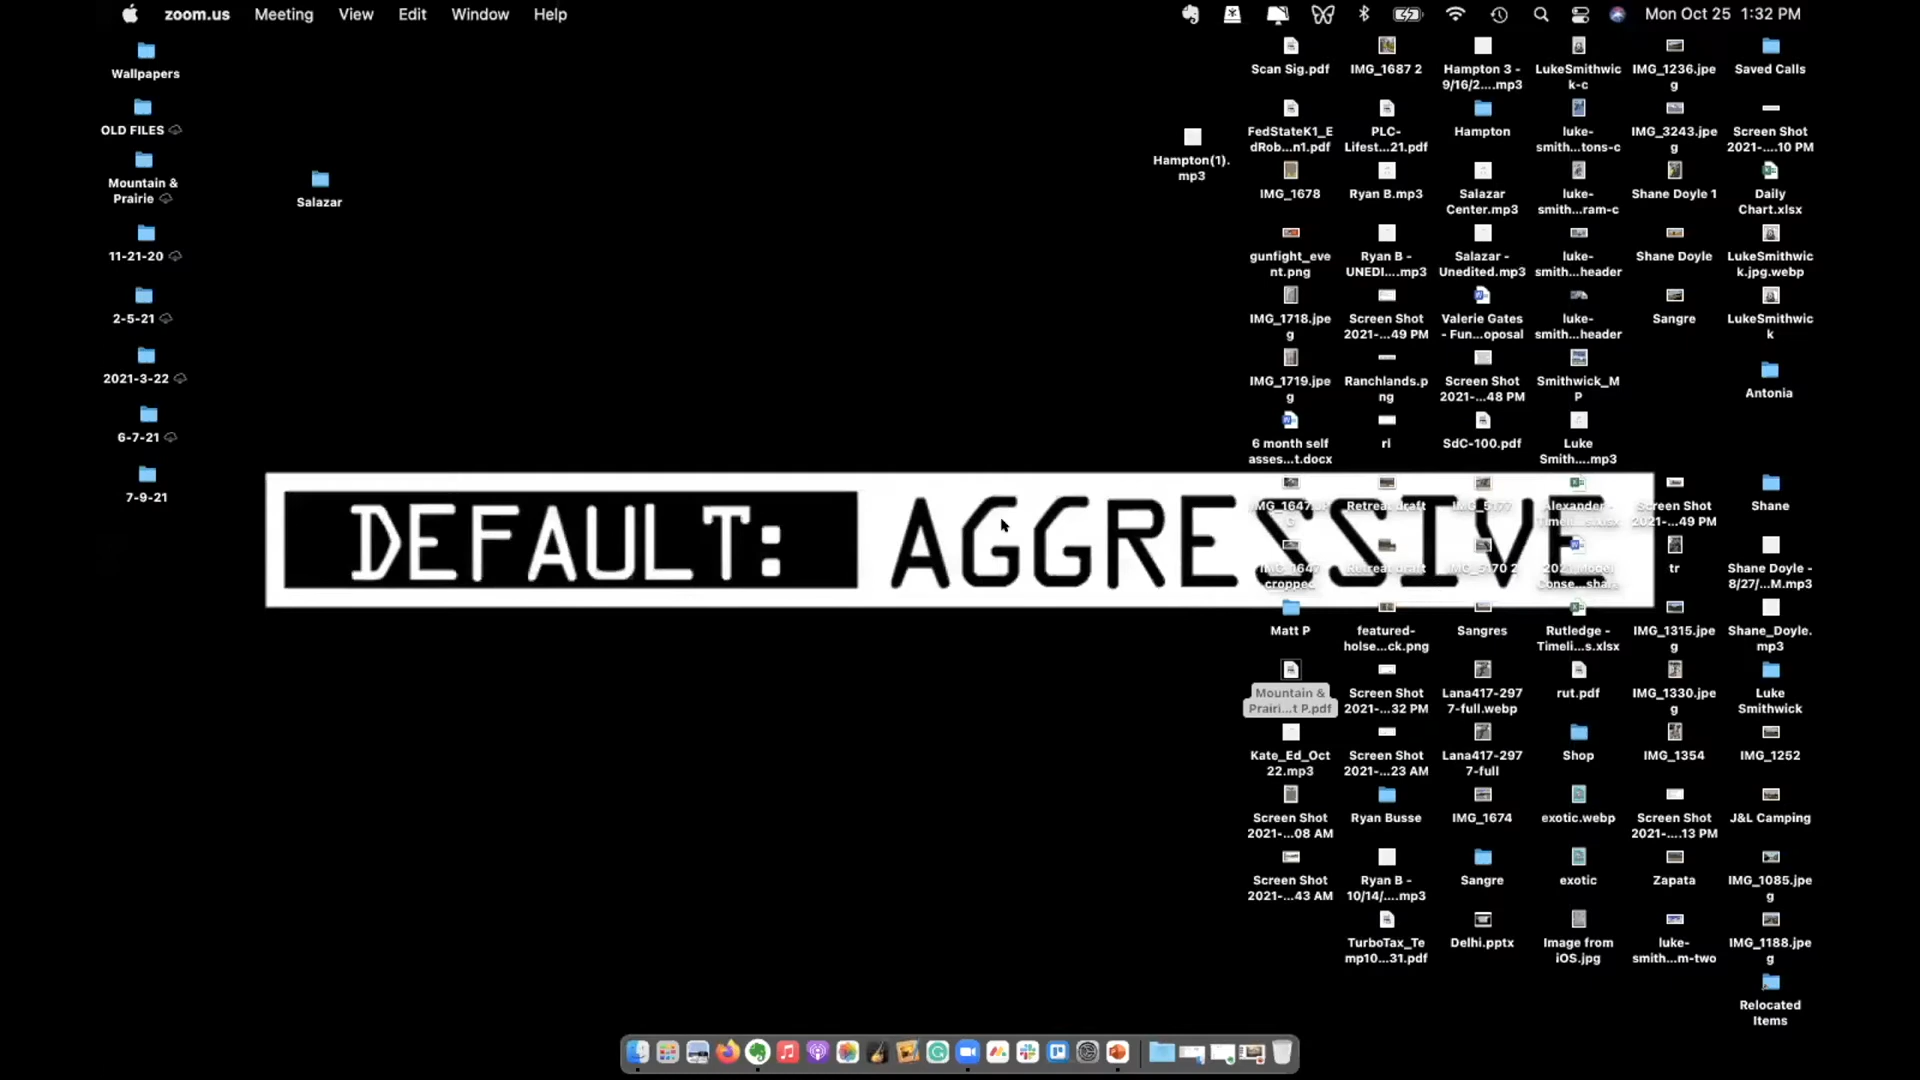 zoom.us Meeting View Edit Window Help Mon Oct 25 1:32 PM
Wallpapers
OLD FILES
Mountain &
Prairie
11-21-20
2-5-21
2021-3-22
6-7-21
7-9-21
Salazar
Hampton(1).
mp3
Scan Sig.pdf
FedStateK1_E
dRob...n1.pdf
IMG_1678
gunfight_eve
nt.png
IMG_1718.jpe
g
IMG_1719.jpe
g
6 month self
asses...t.docx
IMG_1647
cropped
Matt P
Mountain &
Prairi...t P.pdf
Kate_Ed_Oct
22.mp3
Screen Shot
2021-...08 AM
Screen Shot
2021-...43 AM
IMG_1687 2
PLC-
Lifest...21.pdf
Ryan B.mp3
Ryan B -
UNEDI....mp3
Screen Shot
2021-...49 PM
Ranchlands.p
ng
ri
Retreat draft
Retreat draft
featured-
holse...ck.png
Screen Shot
2021-...32 PM
Screen Shot
2021-...23 AM
Ryan Busse
Ryan B -
10/14/....mp3
TurboTax_Te
mp10...31.pdf
Hampton 3 -
9/16/2....mp3
Hampton
Salazar
Center.mp3
Salazar -
Unedited.mp3
Valerie Gates
- Fun...oposal
Screen Shot
2021-...48 PM
SdC-100.pdf
IMG_5177
IMG_5170 2
Sangres
Lana417-297
7-full.webp
Lana417-297
7-full
IMG_1674
Sangre
Delhi.pptx
LukeSmithwic
k-c
luke-
smith...tons-c
luke-
smith...ram-c
luke-
smith...header
luke-
smith...header
Smithwick_M
P
Luke
Smith....mp3
Alexander -
Rutledge -
Timeli...s.xlsx
rut.pdf
Shop
exotic.webp
exotic
Image from
iOS.jpg
IMG_1236.jpe
g
IMG_3243.jpe
g
Shane Doyle 1
Shane Doyle
Sangre
Screen Shot
2021-...49 PM
tr
IMG_1315.jpe
g
IMG_1330.jpe
g
IMG_1354
Screen Shot
2021-....13 PM
Zapata
luke-
smith...m-two
Saved Calls
Screen Shot
2021-....10 PM
Daily
Chart.xlsx
LukeSmithwic
k.jpg.webp
LukeSmithwic
k
Antonia
Shane
Shane Doyle -
8/27/...M.mp3
Shane_Doyle.
mp3
Luke
Smithwick
IMG_1252
J&L Camping
IMG_1085.jpe
g
IMG_1188.jpe
g
Relocated
Items
DEFAULT: AGGRESSIVE